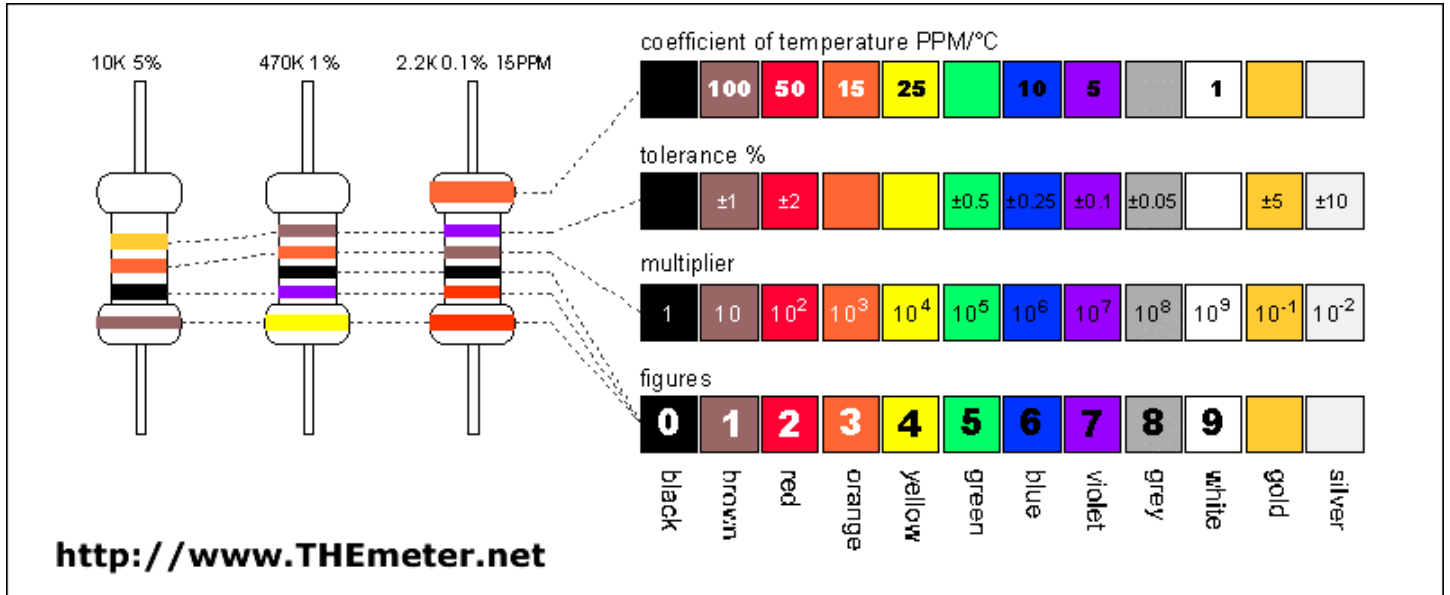 10K 5%
470K 1%
2.2K 0.1% 15PPM
coefficient of temperature PPM/°C
100 50 15 25 10 5 1
tolerance %
±1 ±2 ±0.5 ±0.25 ±0.1 ±0.05 ±5 ±10
multiplier
1 10 10² 10³ 10⁴ 10⁵ 10⁶ 10⁷ 10⁸ 10⁹ 10⁻¹ 10⁻²
figures
0 1 2 3 4 5 6 7 8 9
black
brown
red
orange
yellow
green
blue
violet
grey
white
gold
silver
http://www.THEmeter.net